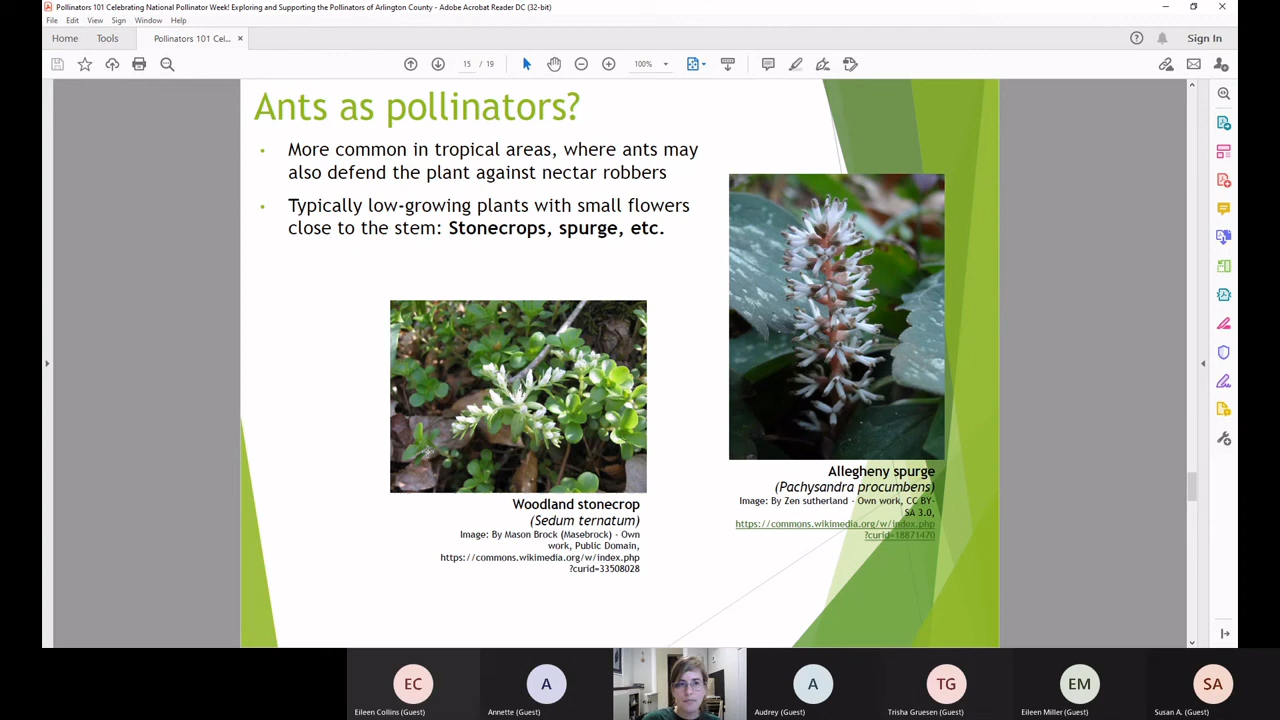 Pollinators 101 Celebrating National Pollinator Week! Exploring and Supporting the Pollinators of Arlington County - Adobe Acrobat Reader DC (32-bit)
File Edit View Sign Window Help
Home Tools Pollinators 101 Cel... × Sign In
15 / 19 100%
Ants as pollinators?
• More common in tropical areas, where ants may
also defend the plant against nectar robbers
• Typically low-growing plants with small flowers
close to the stem: Stonecrops, spurge, etc.
Woodland stonecrop
(Sedum ternatum)
Image: By Mason Brock (Masebrock) - Own
work, Public Domain,
https://commons.wikimedia.org/w/index.php
?curid=33508028
Allegheny spurge
(Pachysandra procumbens)
Image: By Zen sutherland - Own work, CC BY-
SA 3.0,
https://commons.wikimedia.org/w/index.php
?curid=18871470
EC A A TG EM SA
Eileen Collins (Guest) Annette (Guest) Audrey (Guest) Trisha Gruesen (Guest) Eileen Miller (Guest) Susan A. (Guest)